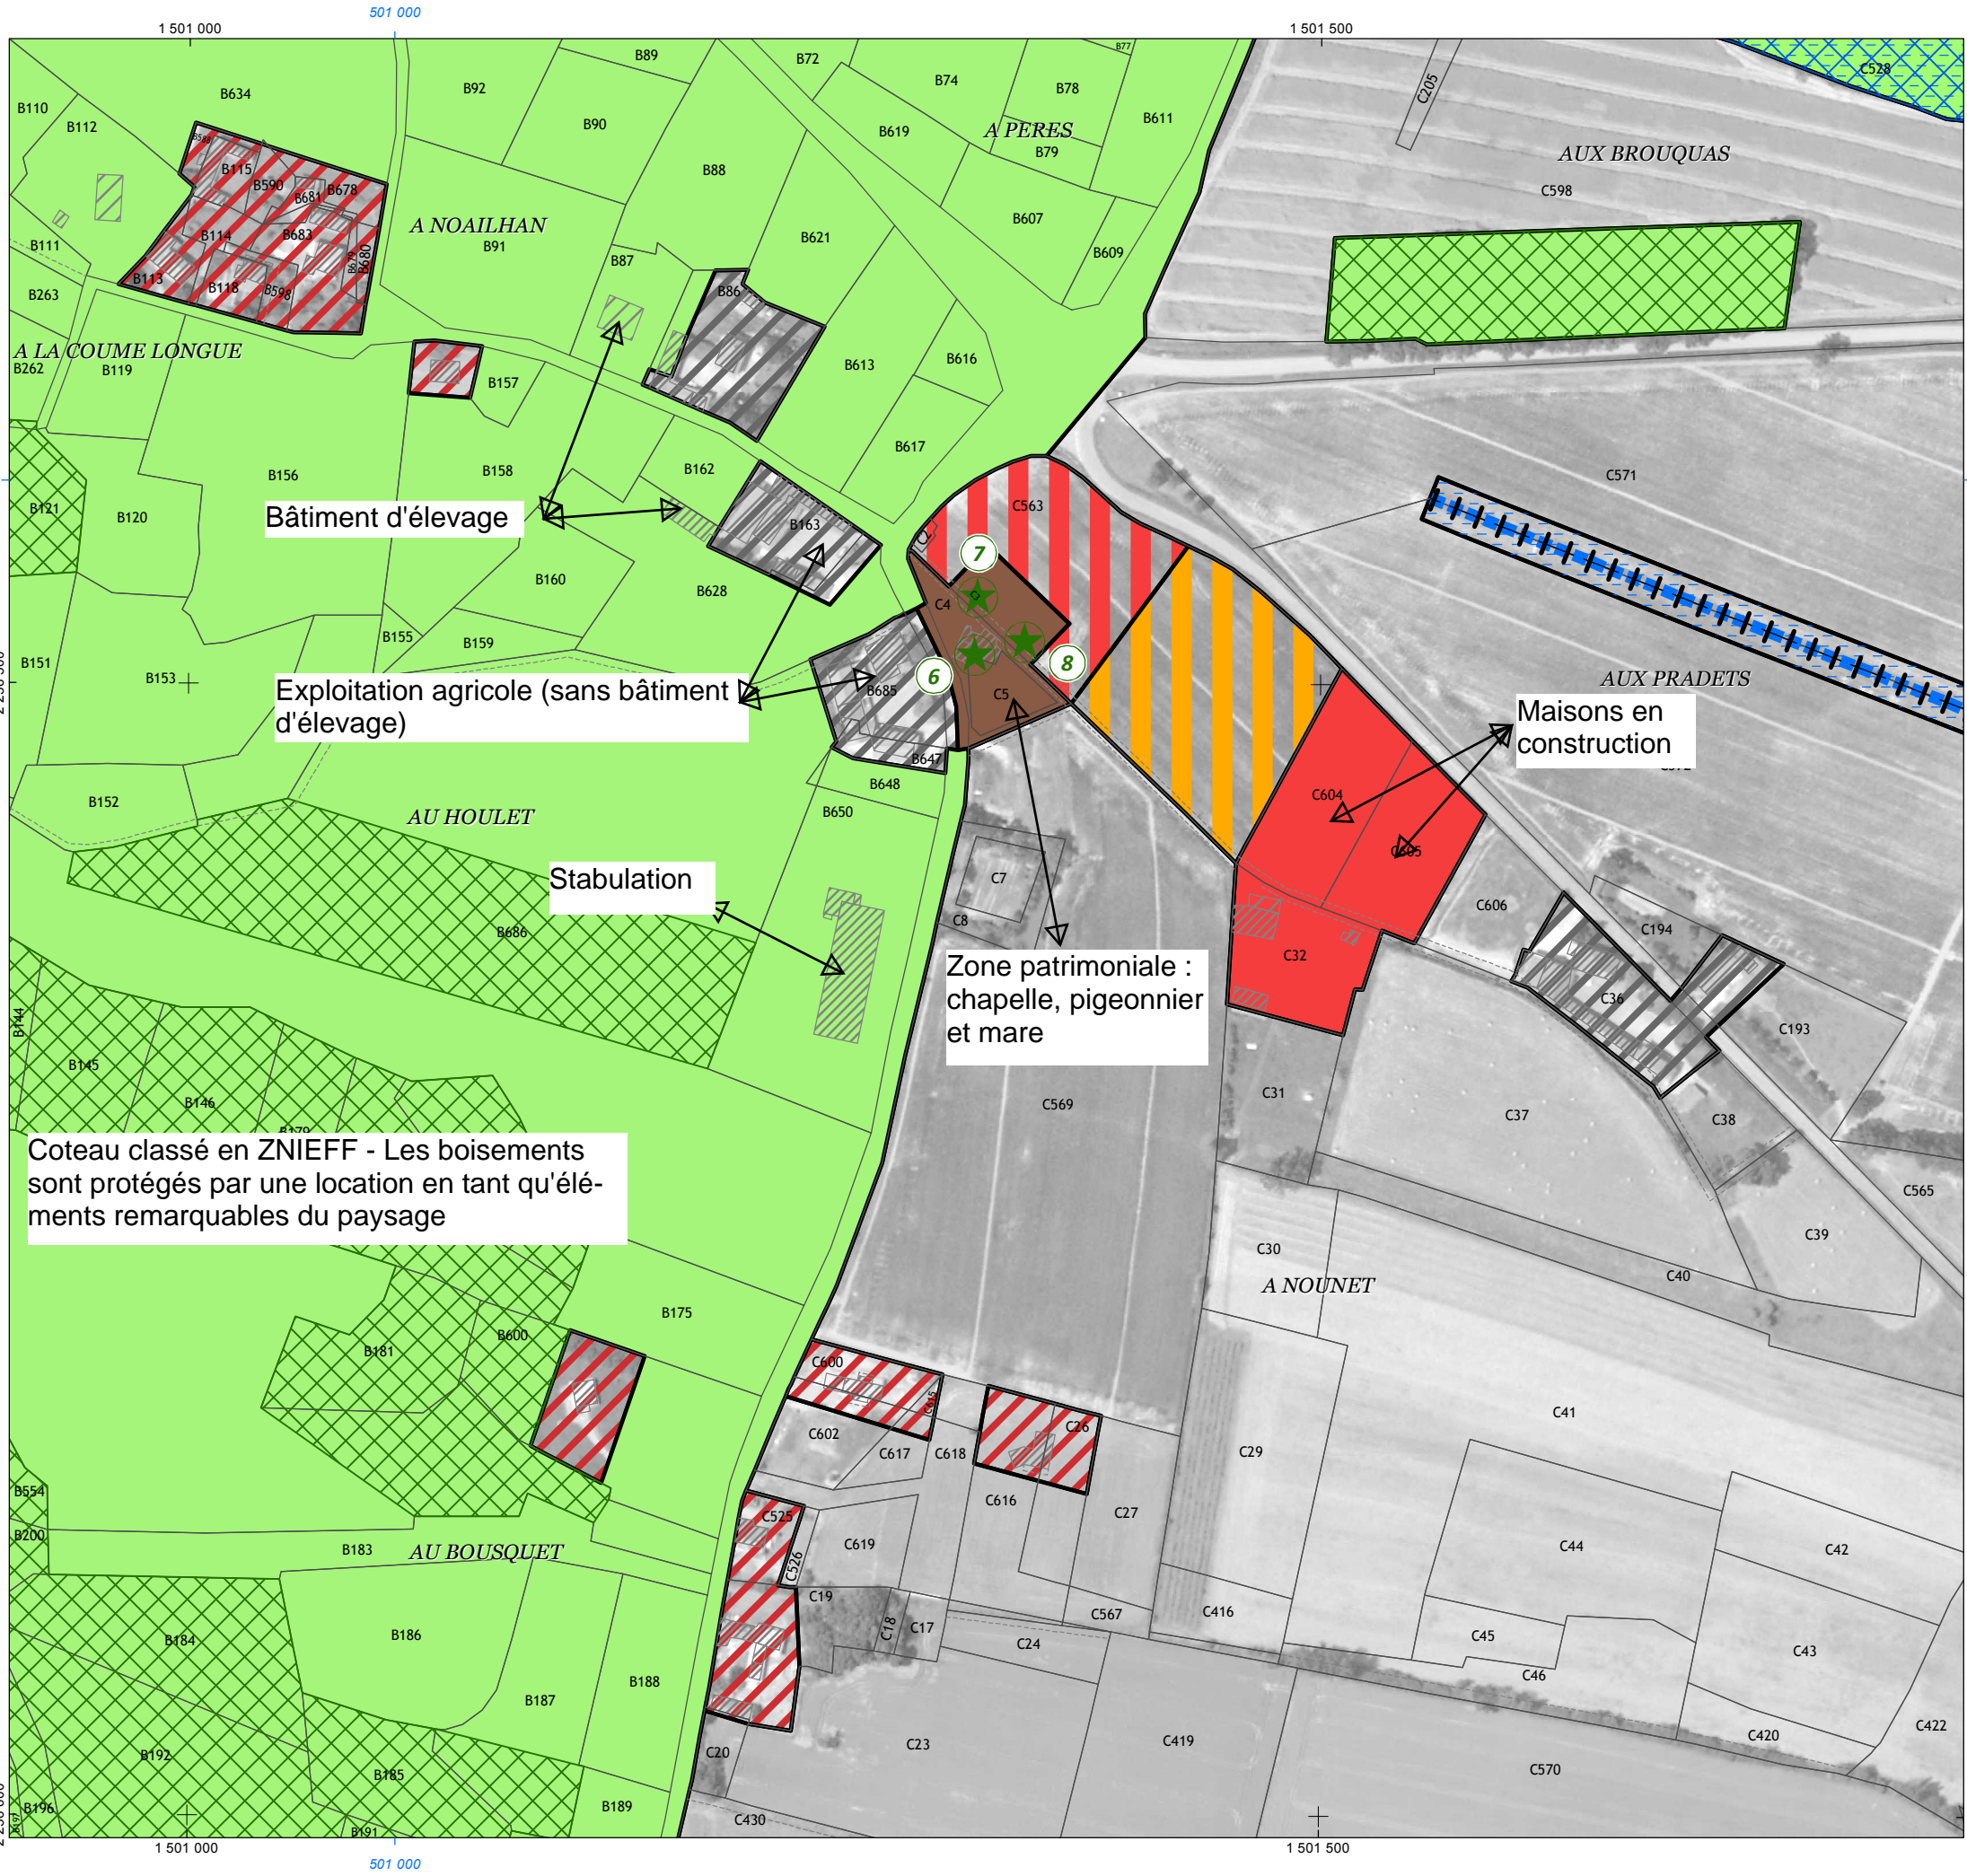 501 000
1 501 000
1 501 500
B89
B72
B77
C528
B110
B634
B92
B74
B78
C205
B112
B90
B619
A PERES
B611
B79
AUX BROUQUAS
B588
B115
B590
B678
B681
B88
C598
A NOAILHAN
B91
B607
B111
B114
B683
B621
B609
B87
B679
B680
B113
B118
B598
B86
B263
A LA COUME LONGUE
B262
B119
B157
B613
B616
B617
B156
B158
B162
C571
B121
B120
Bâtiment d'élevage
B163
C563
C2
7
B160
B628
C4
B155
B159
B151
B153
6
8
AUX PRADETS
Exploitation agricole (sans bâtiment
d'élevage)
B685
C5
Maisons en
construction
B647
C572
B648
B152
B650
AU HOULET
C604
C605
Stabulation
C7
C606
B686
C8
C194
C32
Zone patrimoniale :
chapelle, pigeonnier
et mare
C36
B144
C193
B145
B146
C31
C569
C37
C38
B179
Coteau classé en ZNIEFF - Les boisements
sont protégés par une location en tant qu'élé-
ments remarquables du paysage
C565
C39
C30
C40
A NOUNET
B175
B600
B181
C600
C615
C26
C41
C602
C617
C618
C29
B554
C616
C27
C525
B200
B183
AU BOUSQUET
C526
C619
C44
C42
C19
C18
C17
C567
C416
B184
B186
C24
C45
C43
C46
B188
B187
C422
C420
C20
C23
C419
B192
B185
C570
B196
B197
B189
C430
B191
1 501 000
1 501 500
501 000